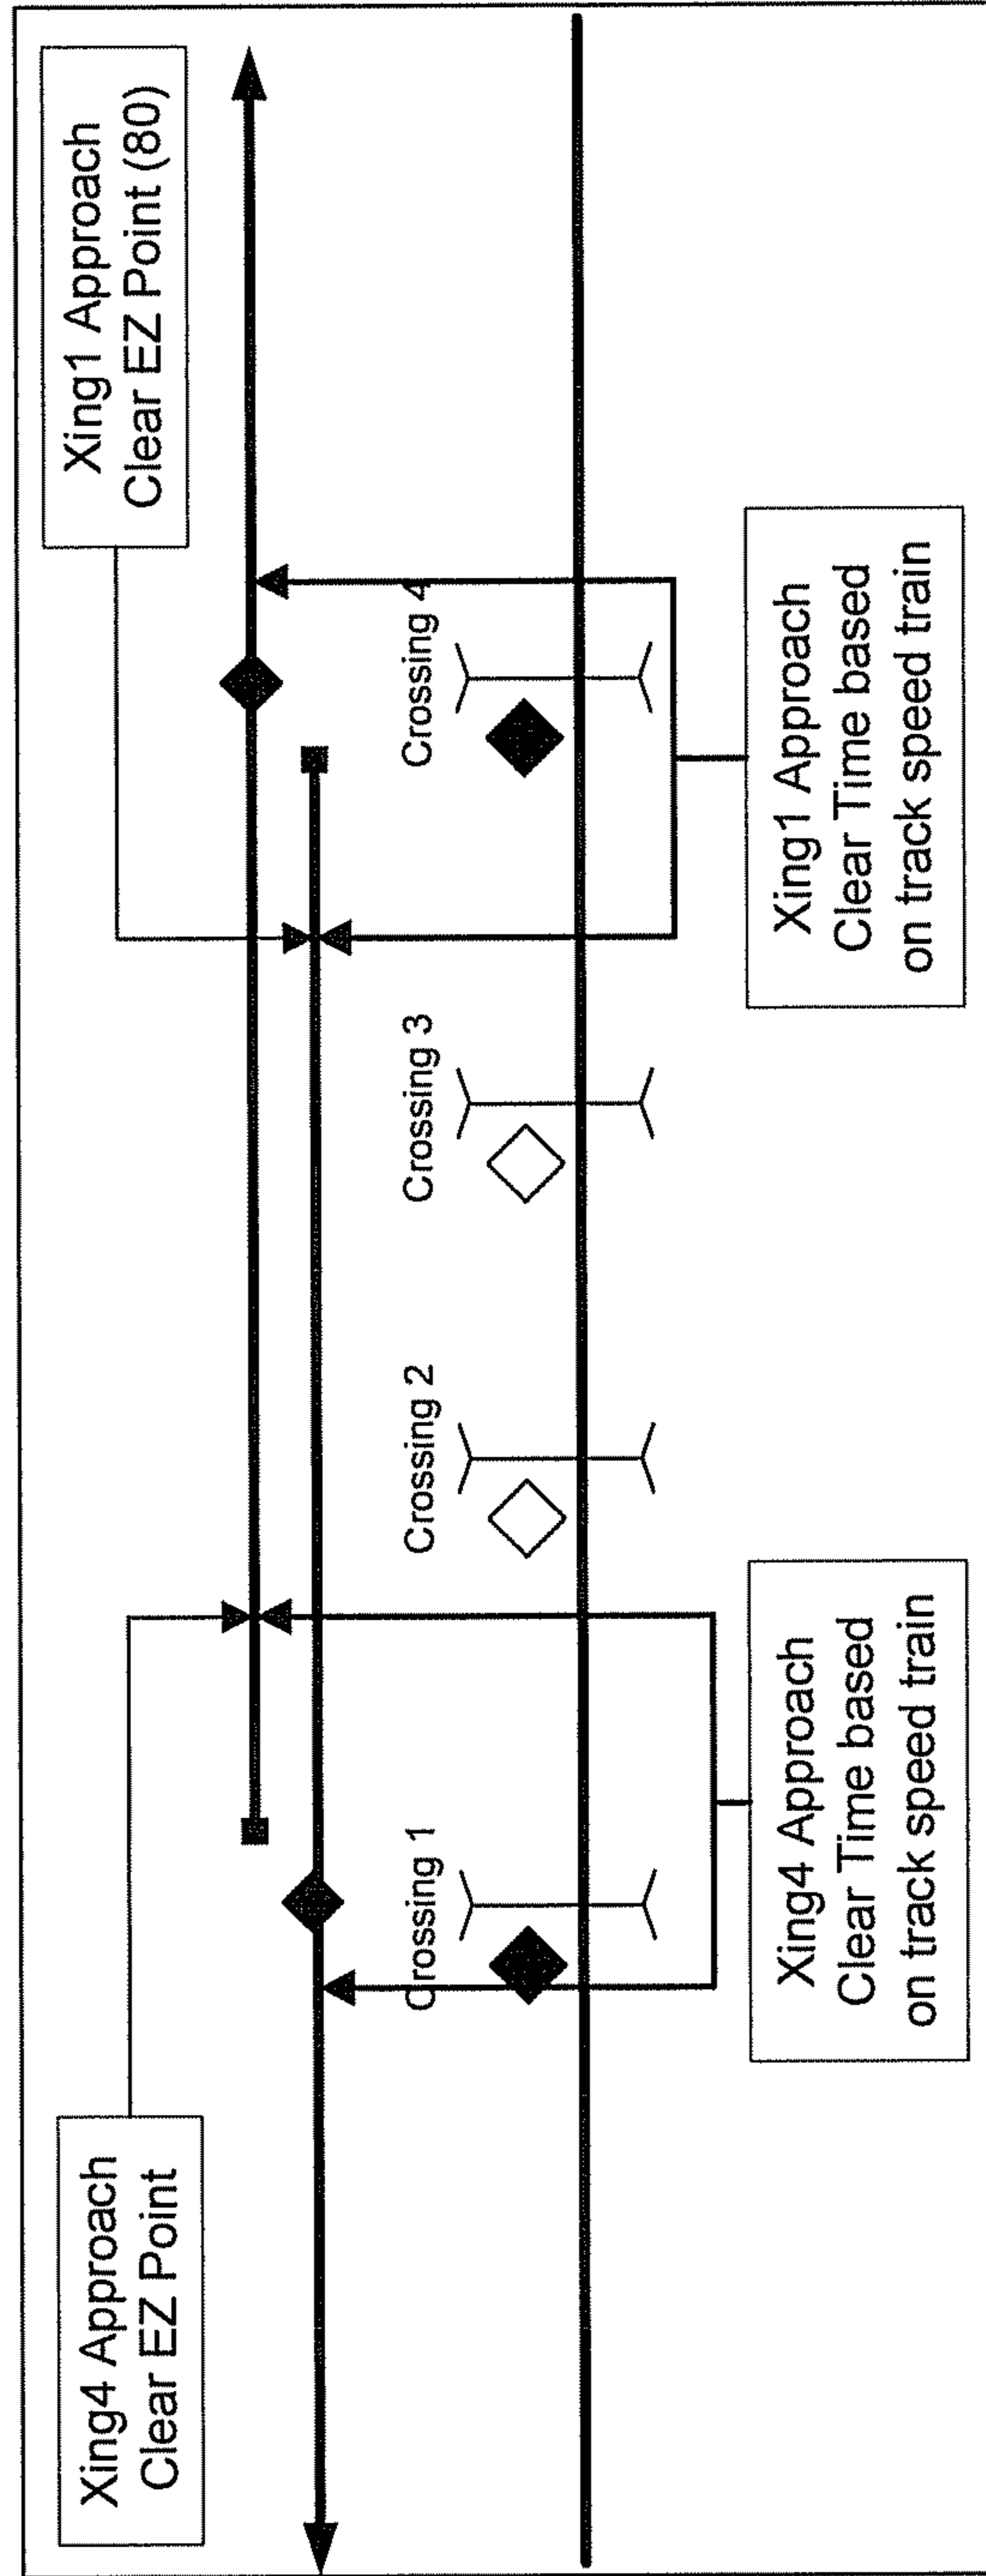 Xing4 Approach
Clear EZ Point
Xing1 Approach
Clear EZ Point (80)
Crossing 1
Crossing 2
Crossing 3
Crossing 4
Xing4 Approach
Clear Time based
on track speed train
Xing1 Approach
Clear Time based
on track speed train